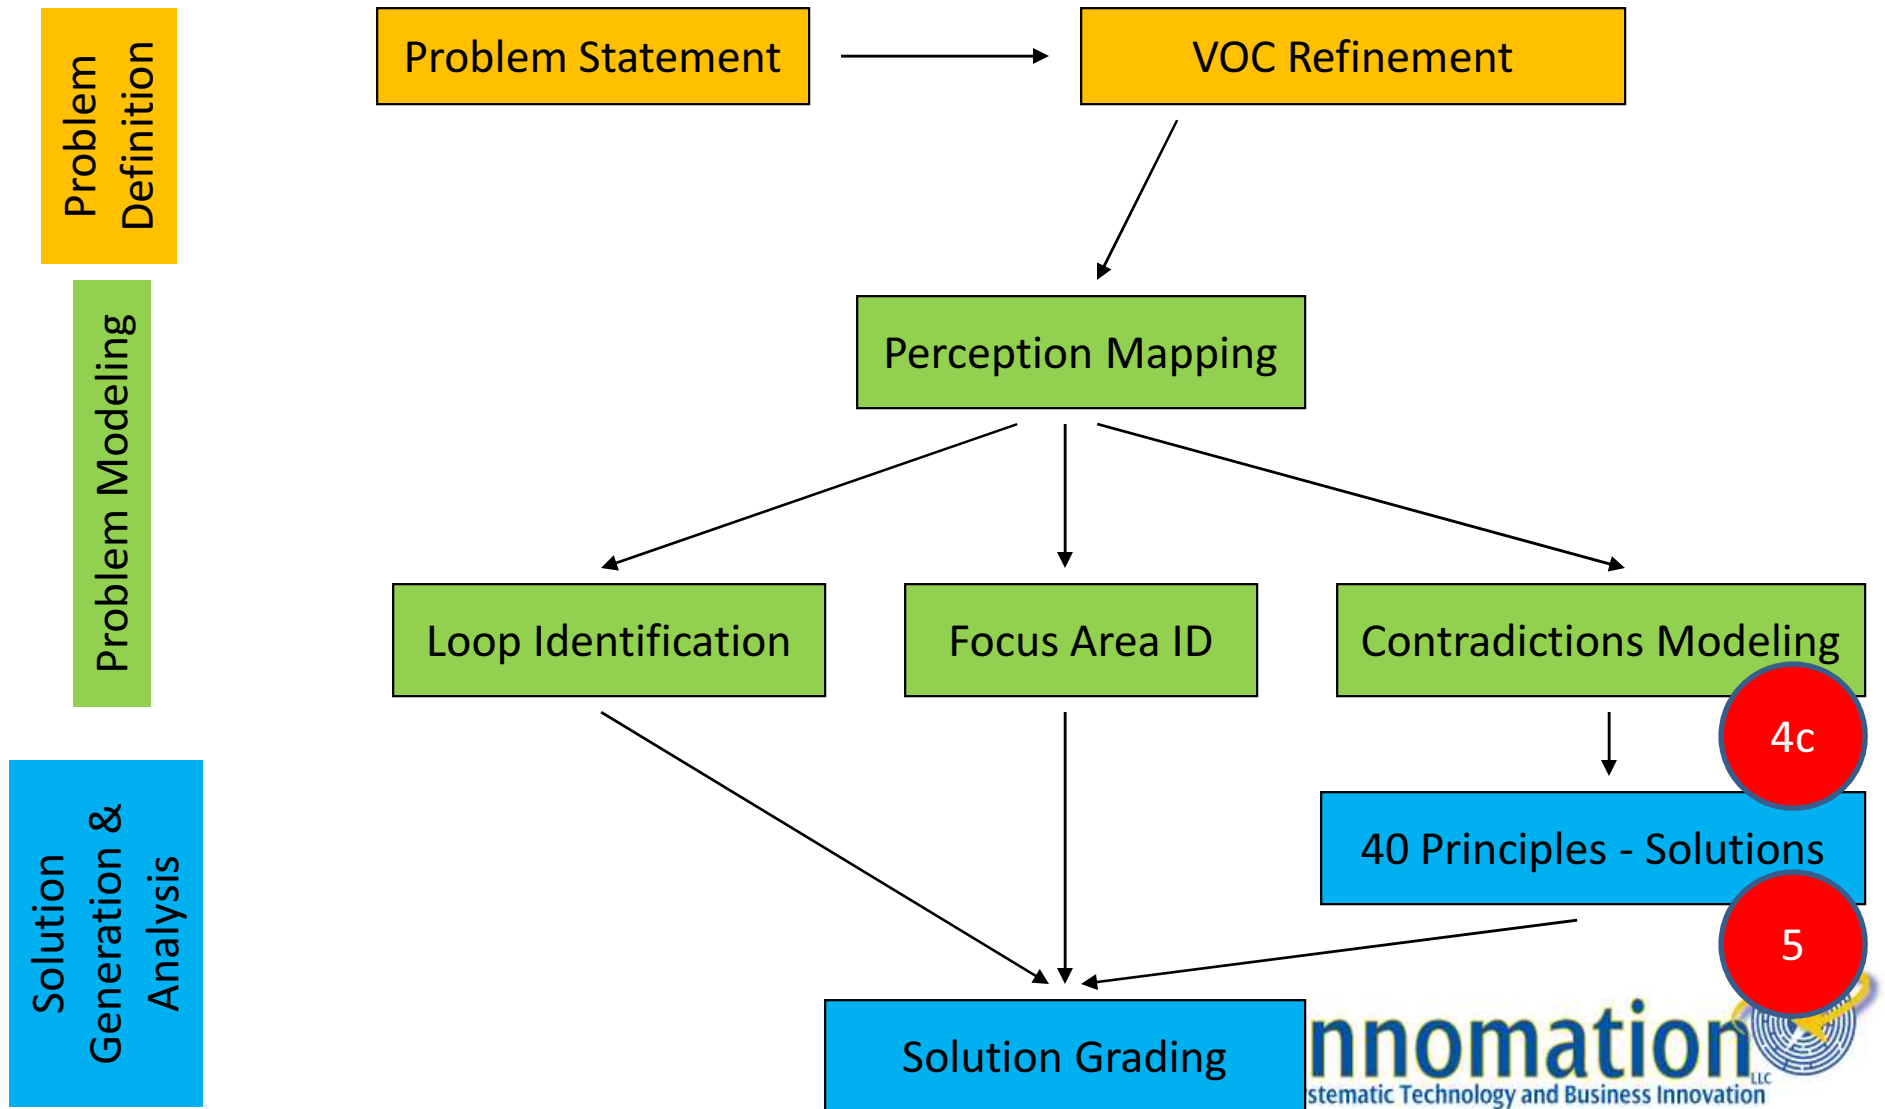 Problem
Definition
Problem Statement
VOC Refinement
Problem Modeling
Perception Mapping
Loop Identification
Focus Area ID
Contradictions Modeling
4c
Solution
Generation &
Analysis
40 Principles - Solutions
5
Solution Grading
nnomation
LLC
stematic Technology and Business Innovation